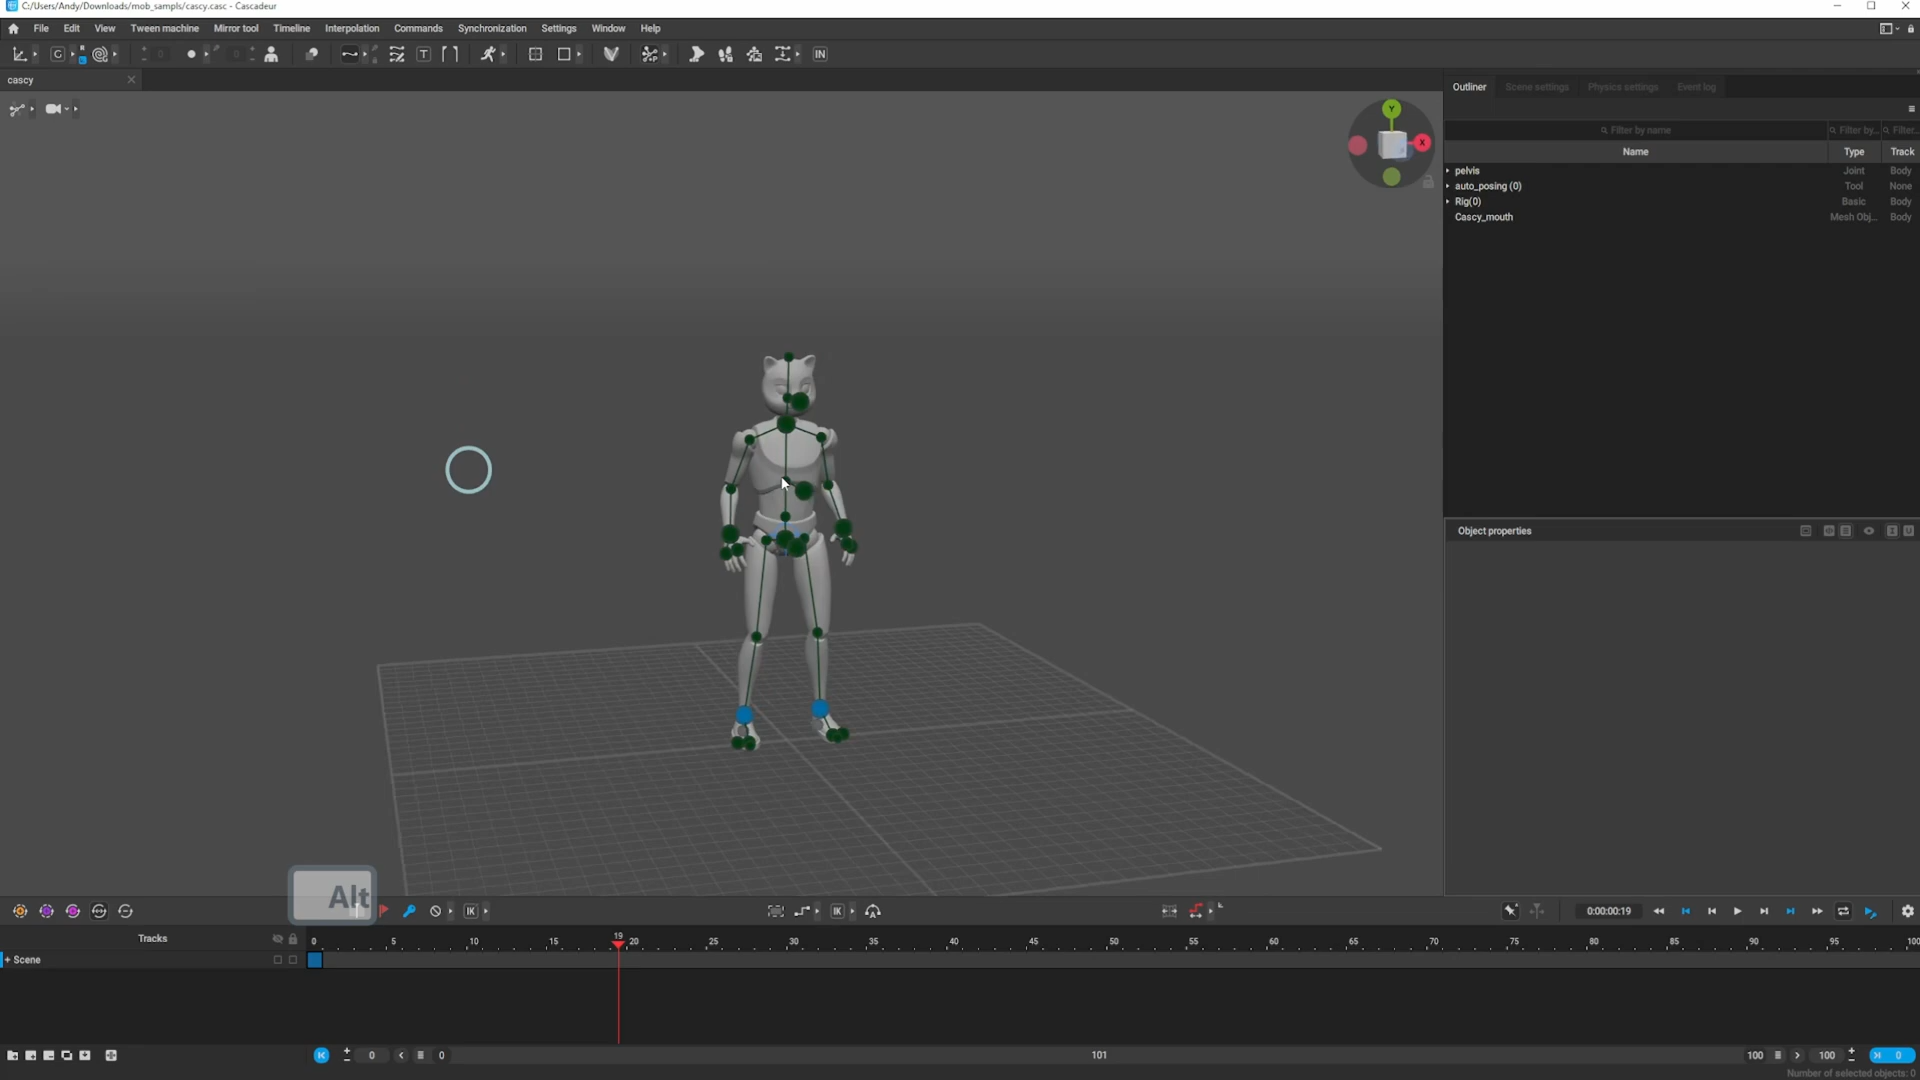 C:/Users/Andy/Downloads/mob_sampls/cascy.casc - Cascadeur
File Edit View Tween machine Mirror tool Timeline Interpolation Commands Synchronization Settings Window Help
IN
cascy
Outliner Scene settings Physics settings Event log
Filter by name Filter by... Filter...
Name Type Track
pelvis Joint Body
auto_posing (0) Tool None
Rig(0) Basic Body
Cascy_mouth Mesh Obj... Body
Y
X
Object properties
Alt
IK
IK
0:00:00:19
Tracks
0 5 10 15 19 20 25 30 35 40 45 50 55 60 65 70 75 80 85 90 95 100
+ Scene
0 0 101 100 100 0
Number of selected objects: 0